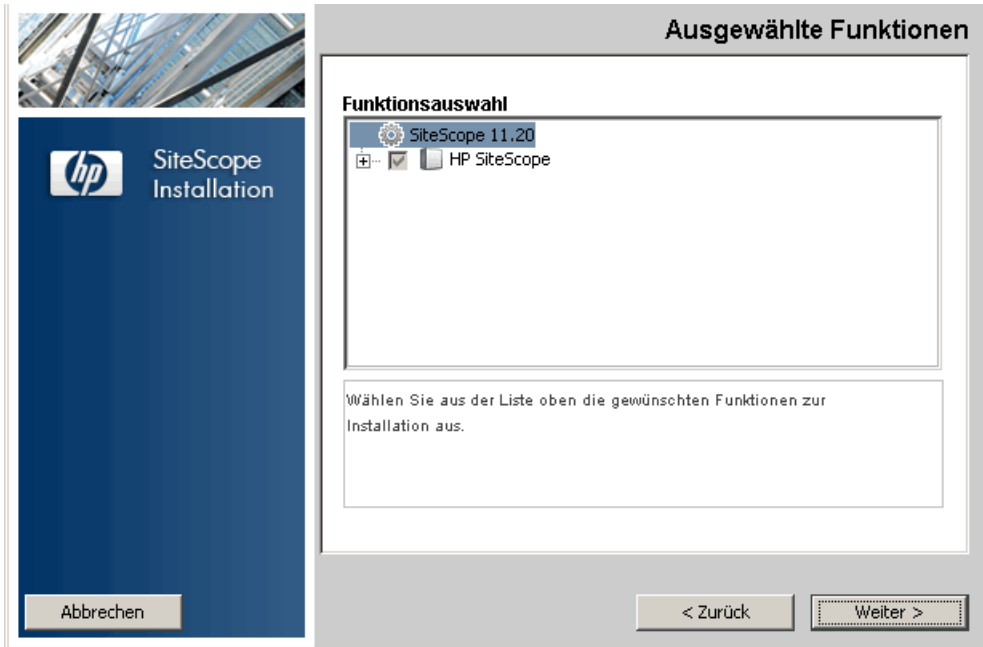 Ausgewählte Funktionen
hp
SiteScope
Installation
Funktionsauswahl
SiteScope 11.20
HP SiteScope
Wählen Sie aus der Liste oben die gewünschten Funktionen zur
Installation aus.
Abbrechen
< Zurück
Weiter >